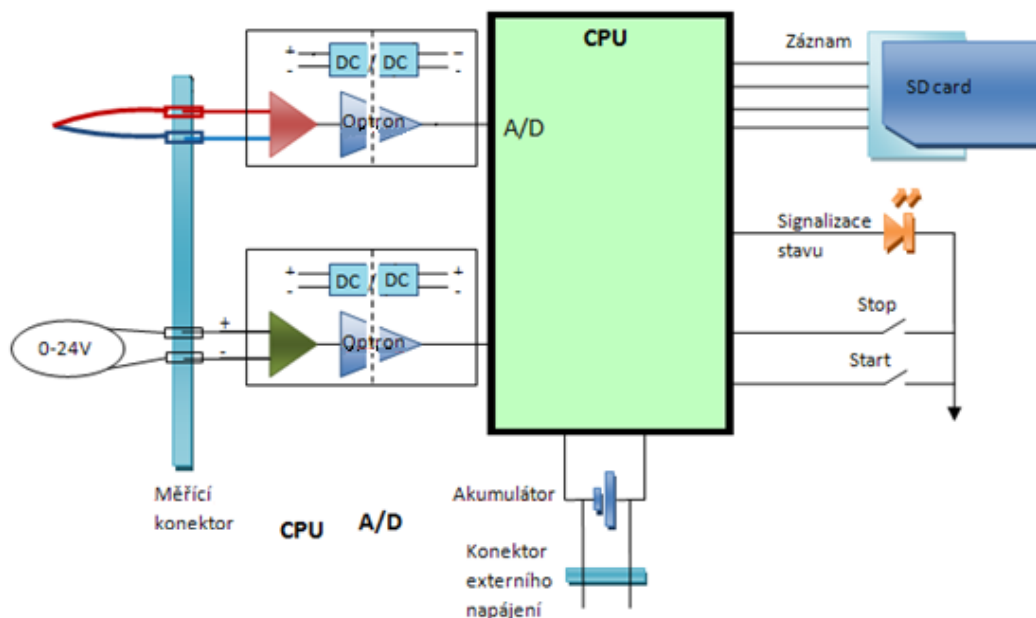 CPU
Záznam
SD card
+ DC / DC –
- -
Optron
A/D
Signalizace
stavu
+ DC / DC +
- -
Optron
Stop
0-24V
+
-
Start
Měřící
konektor
CPU
A/D
Akumulátor
Konektor
externího
napájení